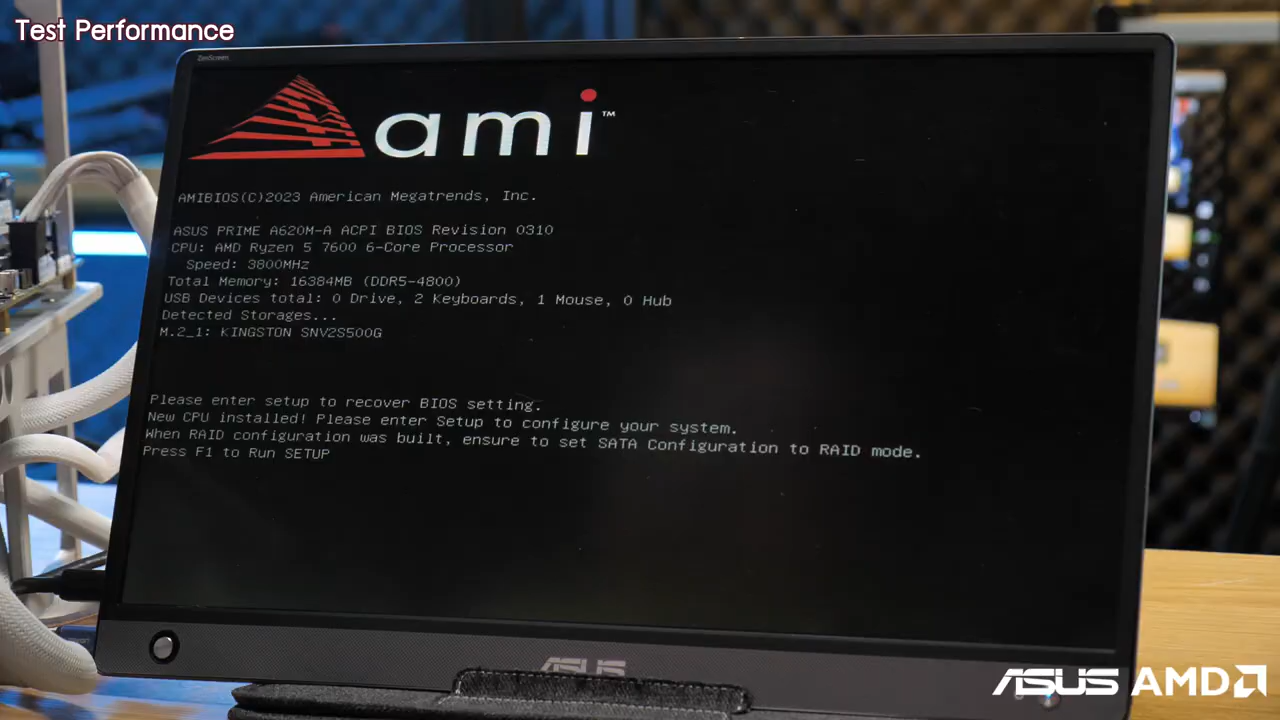 Test Performance
ZenScreen
ami™
AMIBIOS(C)2023 American Megatrends, Inc.
ASUS PRIME A620M-A ACPI BIOS Revision 0310
CPU: AMD Ryzen 5 7600 6-Core Processor
Speed: 3800MHz
Total Memory: 16384MB (DDR5-4800)
USB Devices total: 0 Drive, 2 Keyboards, 1 Mouse, 0 Hub
Detected Storages...
M.2_1: KINGSTON SNV2S500G
Please enter setup to recover BIOS setting.
New CPU installed! Please enter Setup to configure your system.
When RAID configuration was built, ensure to set SATA Configuration to RAID mode.
Press F1 to Run SETUP
ASUS
ASUS AMD